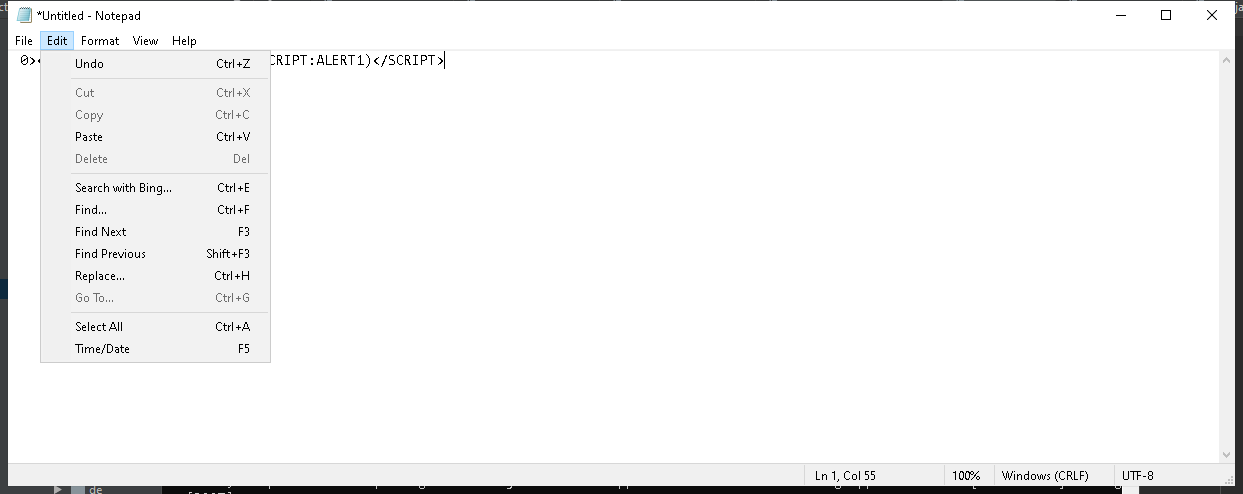 *Untitled - Notepad
File Edit Format View Help
0>< CRIPT:ALERT1)</SCRIPT>
Undo Ctrl+Z
Cut Ctrl+X
Copy Ctrl+C
Paste Ctrl+V
Delete Del
Search with Bing... Ctrl+E
Find... Ctrl+F
Find Next F3
Find Previous Shift+F3
Replace... Ctrl+H
Go To... Ctrl+G
Select All Ctrl+A
Time/Date F5
Ln 1, Col 55 100% Windows (CRLF) UTF-8
de